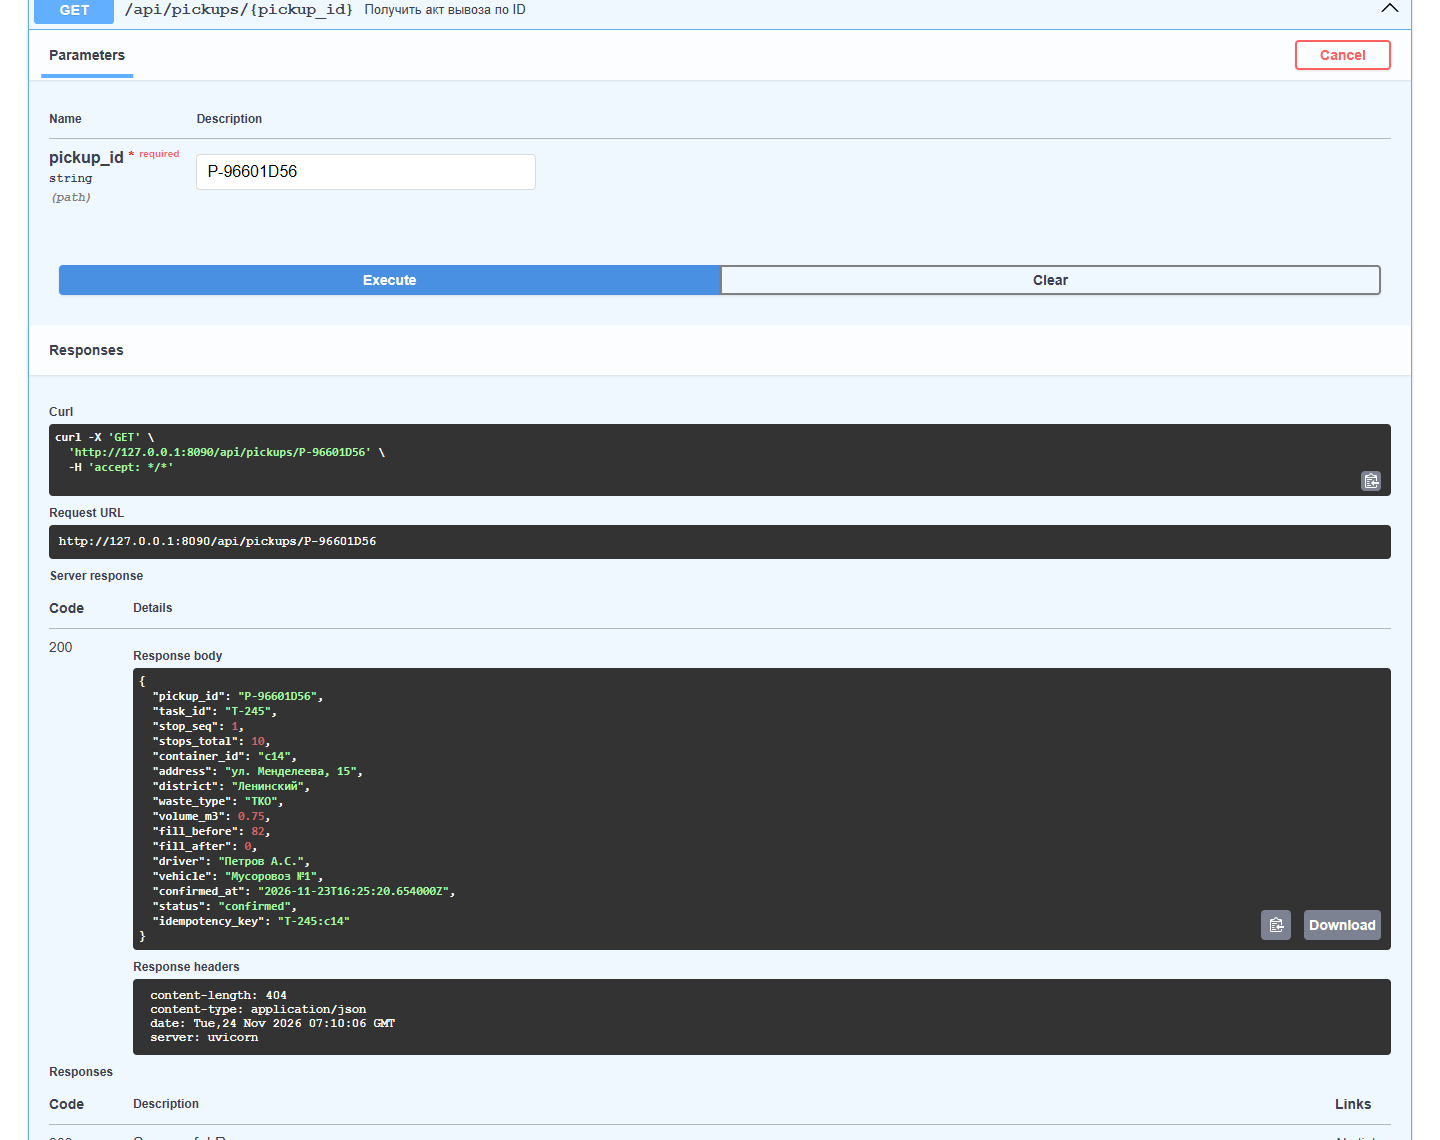 GET /api/pickups/{pickup_id} Получить акт вывоза по ID
Parameters
Cancel
Name Description
pickup_id * required
string
(path)
P-96601D56
Execute Clear
Responses
Curl
curl -X 'GET' \
'http://127.0.0.1:8090/api/pickups/P-96601D56' \
-H 'accept: */*'
Request URL
http://127.0.0.1:8090/api/pickups/P-96601D56
Server response
Code Details
200
Response body
{
"pickup_id": "P-96601D56",
"task_id": "T-245",
"stop_seq": 1,
"stops_total": 10,
"container_id": "c14",
"address": "ул. Менделеева, 15",
"district": "Ленинский",
"waste_type": "ТКО",
"volume_m3": 0.75,
"fill_before": 82,
"fill_after": 0,
"driver": "Петров А.С.",
"vehicle": "Мусоровоз №1",
"confirmed_at": "2026-11-23T16:25:20.654000Z",
"status": "confirmed",
"idempotency_key": "T-245:c14"
}
Download
Response headers
content-length: 404
content-type: application/json
date: Tue,24 Nov 2026 07:10:06 GMT
server: uvicorn
Responses
Code Description Links